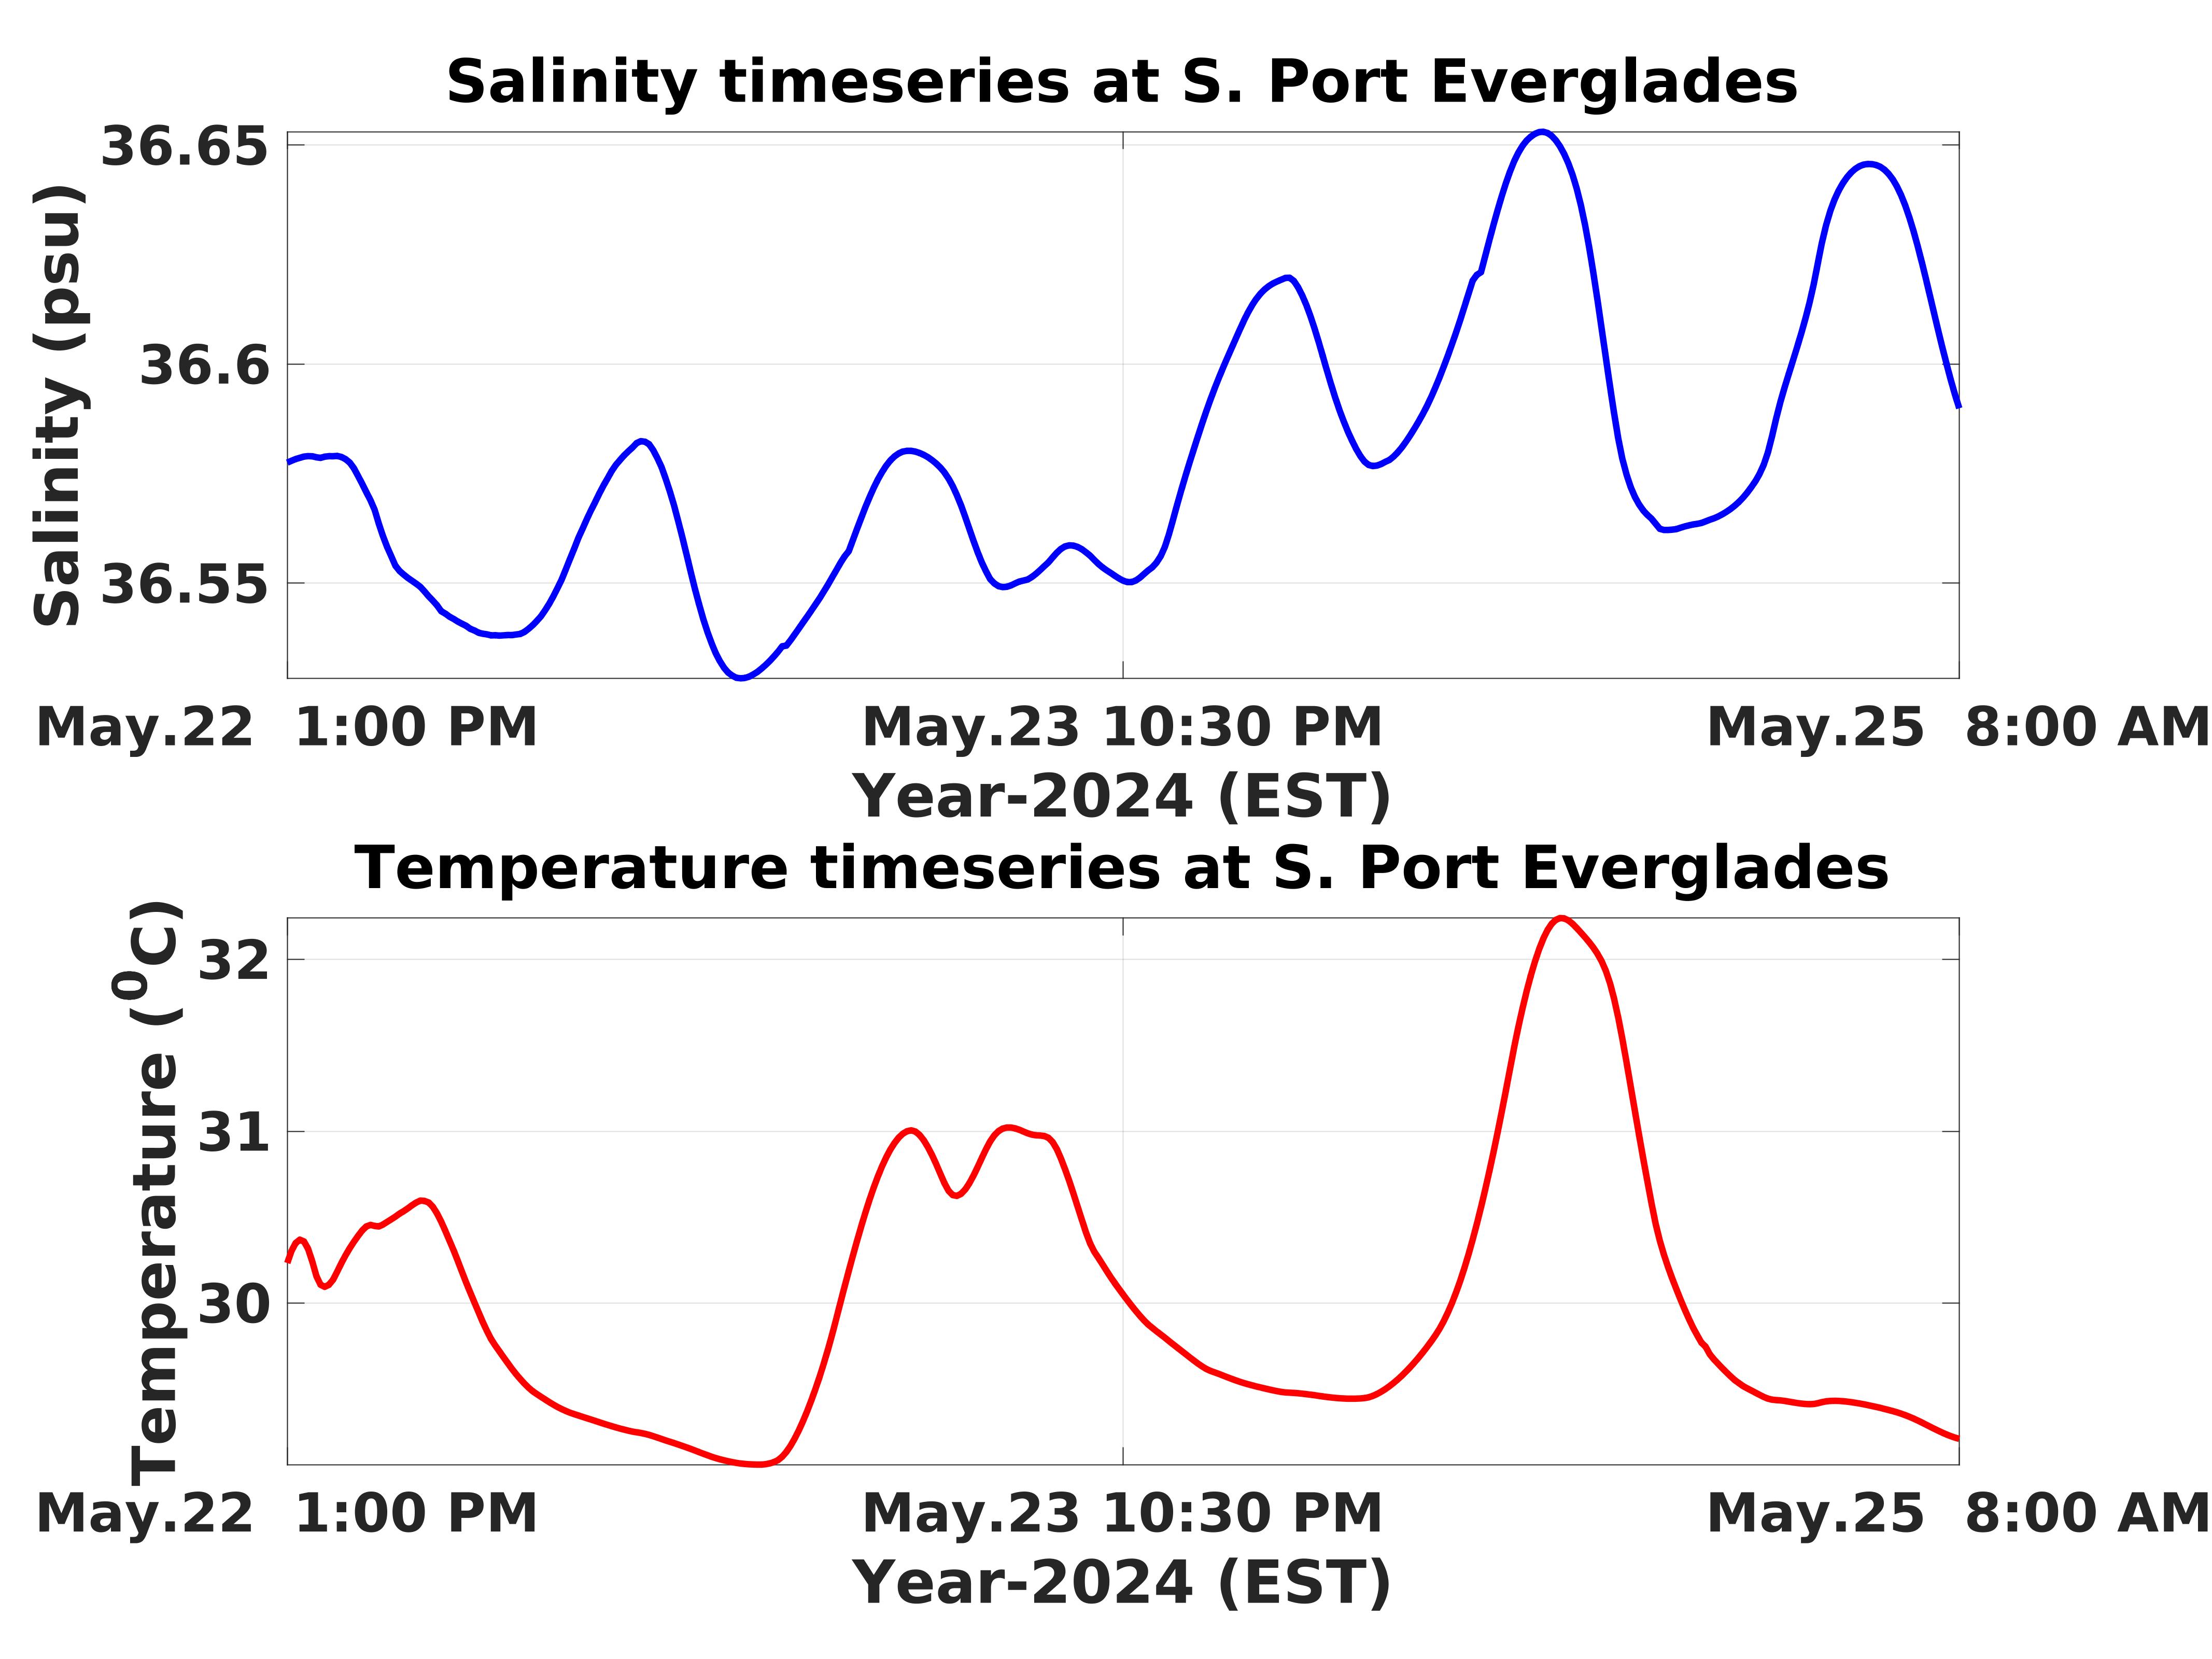 Salinity timeseries at S. Port Everglades
Salinity (psu)
36.65
36.6
36.55
May.22  1:00 PM
May.23 10:30 PM
May.25  8:00 AM
Year-2024 (EST)
Temperature timeseries at S. Port Everglades
Temperature (⁰C)
32
31
30
May.22  1:00 PM
May.23 10:30 PM
May.25  8:00 AM
Year-2024 (EST)